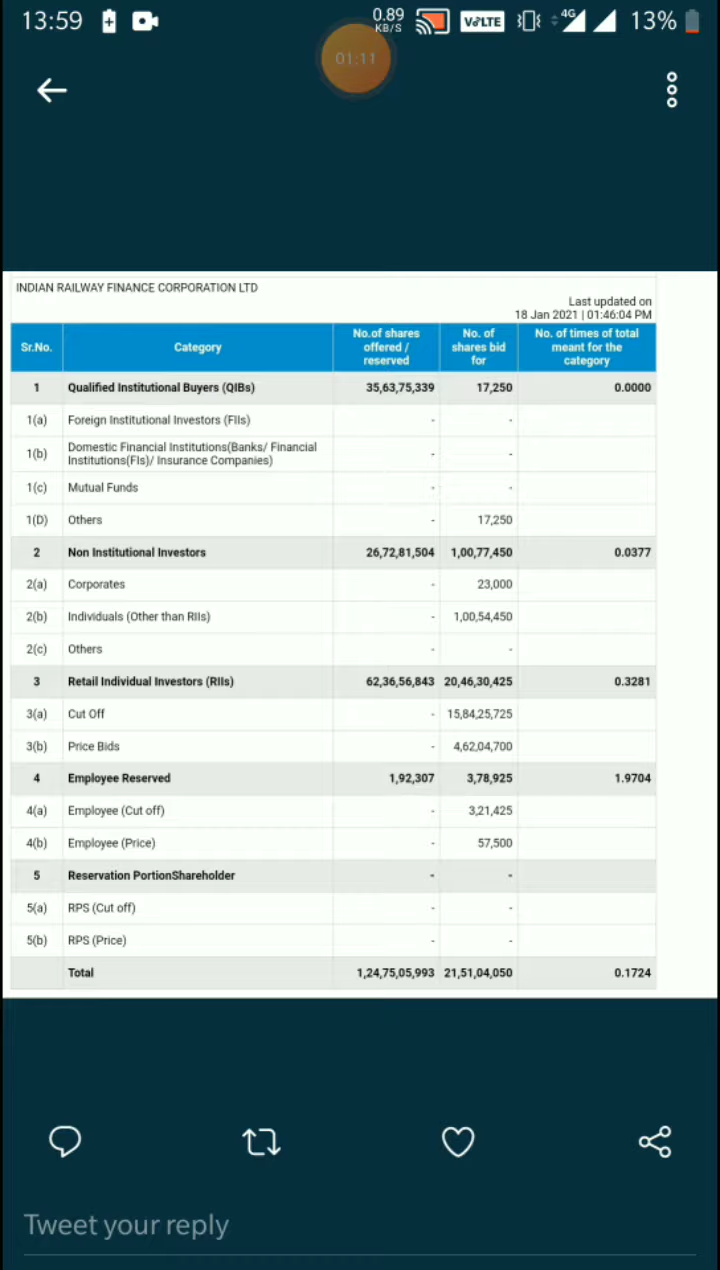 13:59 0.89 KB/S VoLTE 4G 13%
01:11
INDIAN RAILWAY FINANCE CORPORATION LTD
Last updated on
18 Jan 2021 | 01:46:04 PM
Sr.No. Category No.of shares offered / reserved No. of shares bid for No. of times of total meant for the category
1 Qualified Institutional Buyers (QIBs) 35,63,75,339 17,250 0.0000
1(a) Foreign Institutional Investors (FIIs) - -
1(b) Domestic Financial Institutions(Banks/ Financial
Institutions(FIs)/ Insurance Companies) - -
1(c) Mutual Funds - -
1(D) Others - 17,250
2 Non Institutional Investors 26,72,81,504 1,00,77,450 0.0377
2(a) Corporates - 23,000
2(b) Individuals (Other than RIIs) - 1,00,54,450
2(c) Others - -
3 Retail Individual Investors (RIIs) 62,36,56,843 20,46,30,425 0.3281
3(a) Cut Off - 15,84,25,725
3(b) Price Bids - 4,62,04,700
4 Employee Reserved 1,92,307 3,78,925 1.9704
4(a) Employee (Cut off) - 3,21,425
4(b) Employee (Price) - 57,500
5 Reservation PortionShareholder - -
5(a) RPS (Cut off) - -
5(b) RPS (Price) - -
Total 1,24,75,05,993 21,51,04,050 0.1724
Tweet your reply